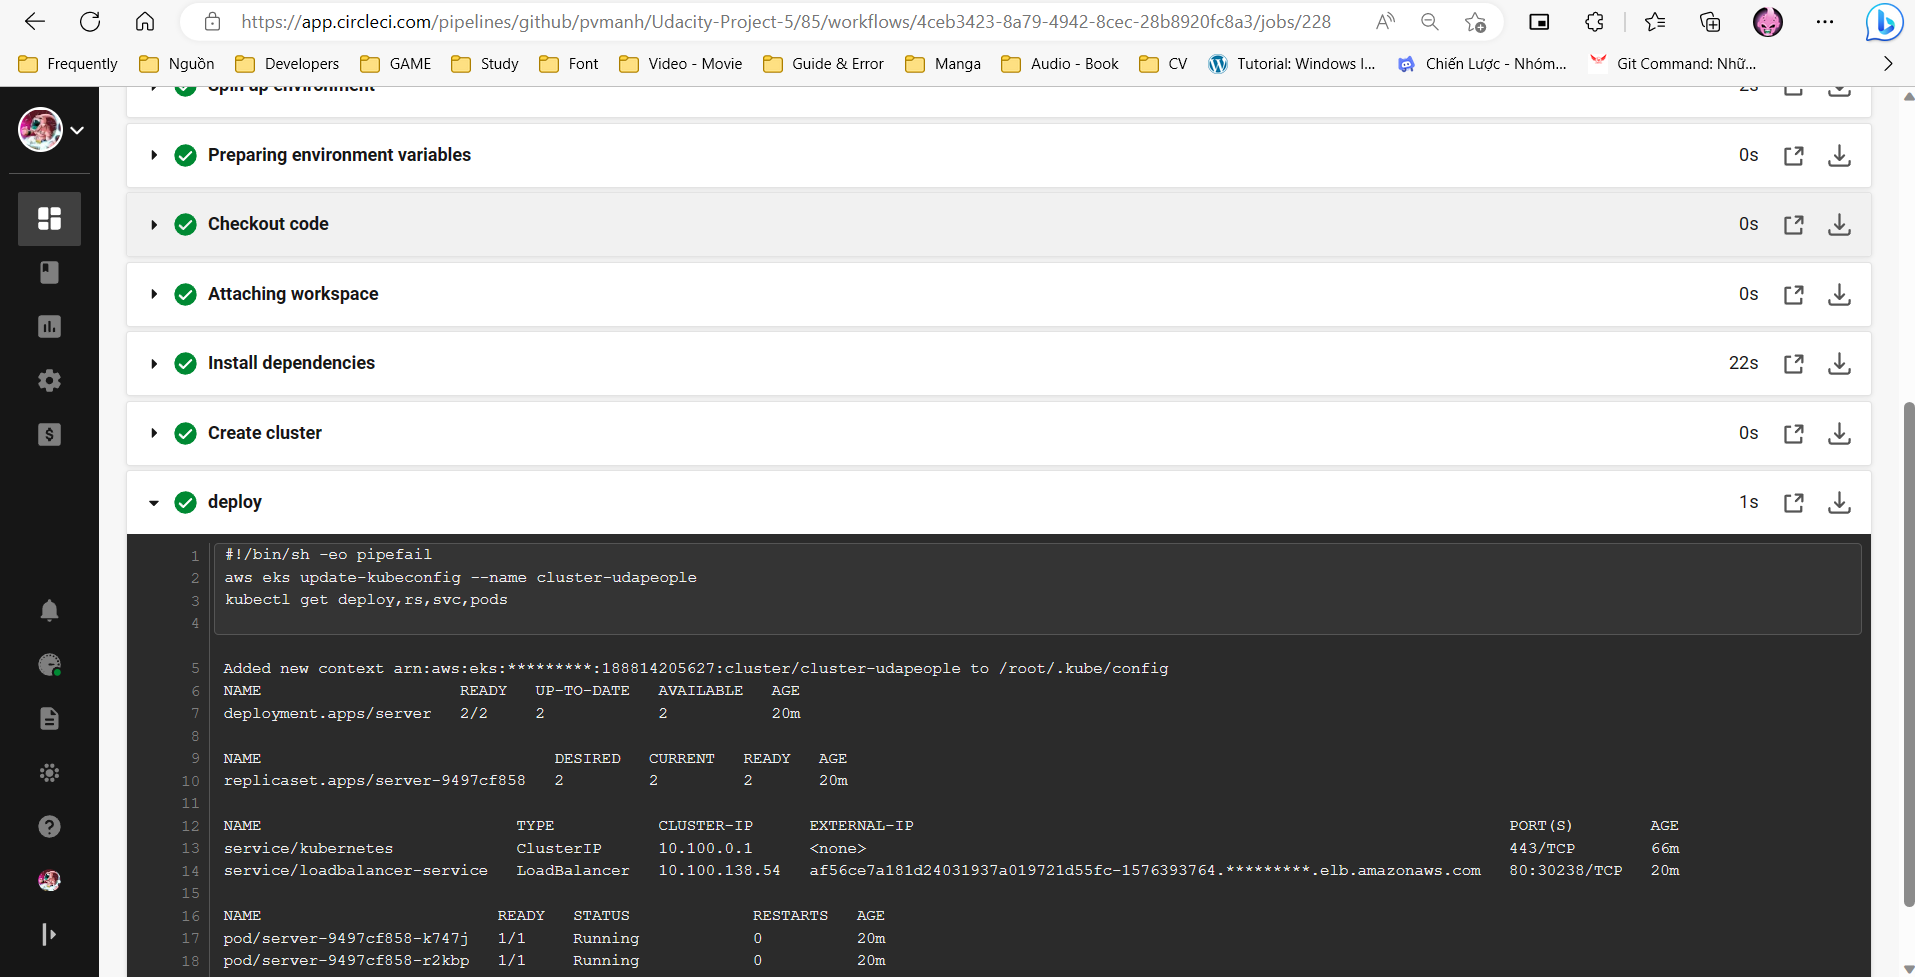 https://app.circleci.com/pipelines/github/pvmanh/Udacity-Project-5/85/workflows/4ceb3423-8a79-4942-8cec-28b8920fc8a3/jobs/228
Frequently Nguồn Developers GAME Study Font Video - Movie Guide & Error Manga Audio - Book CV Tutorial: Windows I... Chiến Lược - Nhóm... Git Command: Nhữ...
Spin up environment 2s
Preparing environment variables 0s
Checkout code 0s
Attaching workspace 0s
Install dependencies 22s
Create cluster 0s
deploy 1s
1 #!/bin/sh -eo pipefail
2 aws eks update-kubeconfig --name cluster-udapeople
3 kubectl get deploy,rs,svc,pods
4
5 Added new context arn:aws:eks:*********:188814205627:cluster/cluster-udapeople to /root/.kube/config
6 NAME READY UP-TO-DATE AVAILABLE AGE
7 deployment.apps/server 2/2 2 2 20m
8
9 NAME DESIRED CURRENT READY AGE
10 replicaset.apps/server-9497cf858 2 2 2 20m
11
12 NAME TYPE CLUSTER-IP EXTERNAL-IP PORT(S) AGE
13 service/kubernetes ClusterIP 10.100.0.1 <none> 443/TCP 66m
14 service/loadbalancer-service LoadBalancer 10.100.138.54 af56ce7a181d24031937a019721d55fc-1576393764.*********.elb.amazonaws.com 80:30238/TCP 20m
15
16 NAME READY STATUS RESTARTS AGE
17 pod/server-9497cf858-k747j 1/1 Running 0 20m
18 pod/server-9497cf858-r2kbp 1/1 Running 0 20m